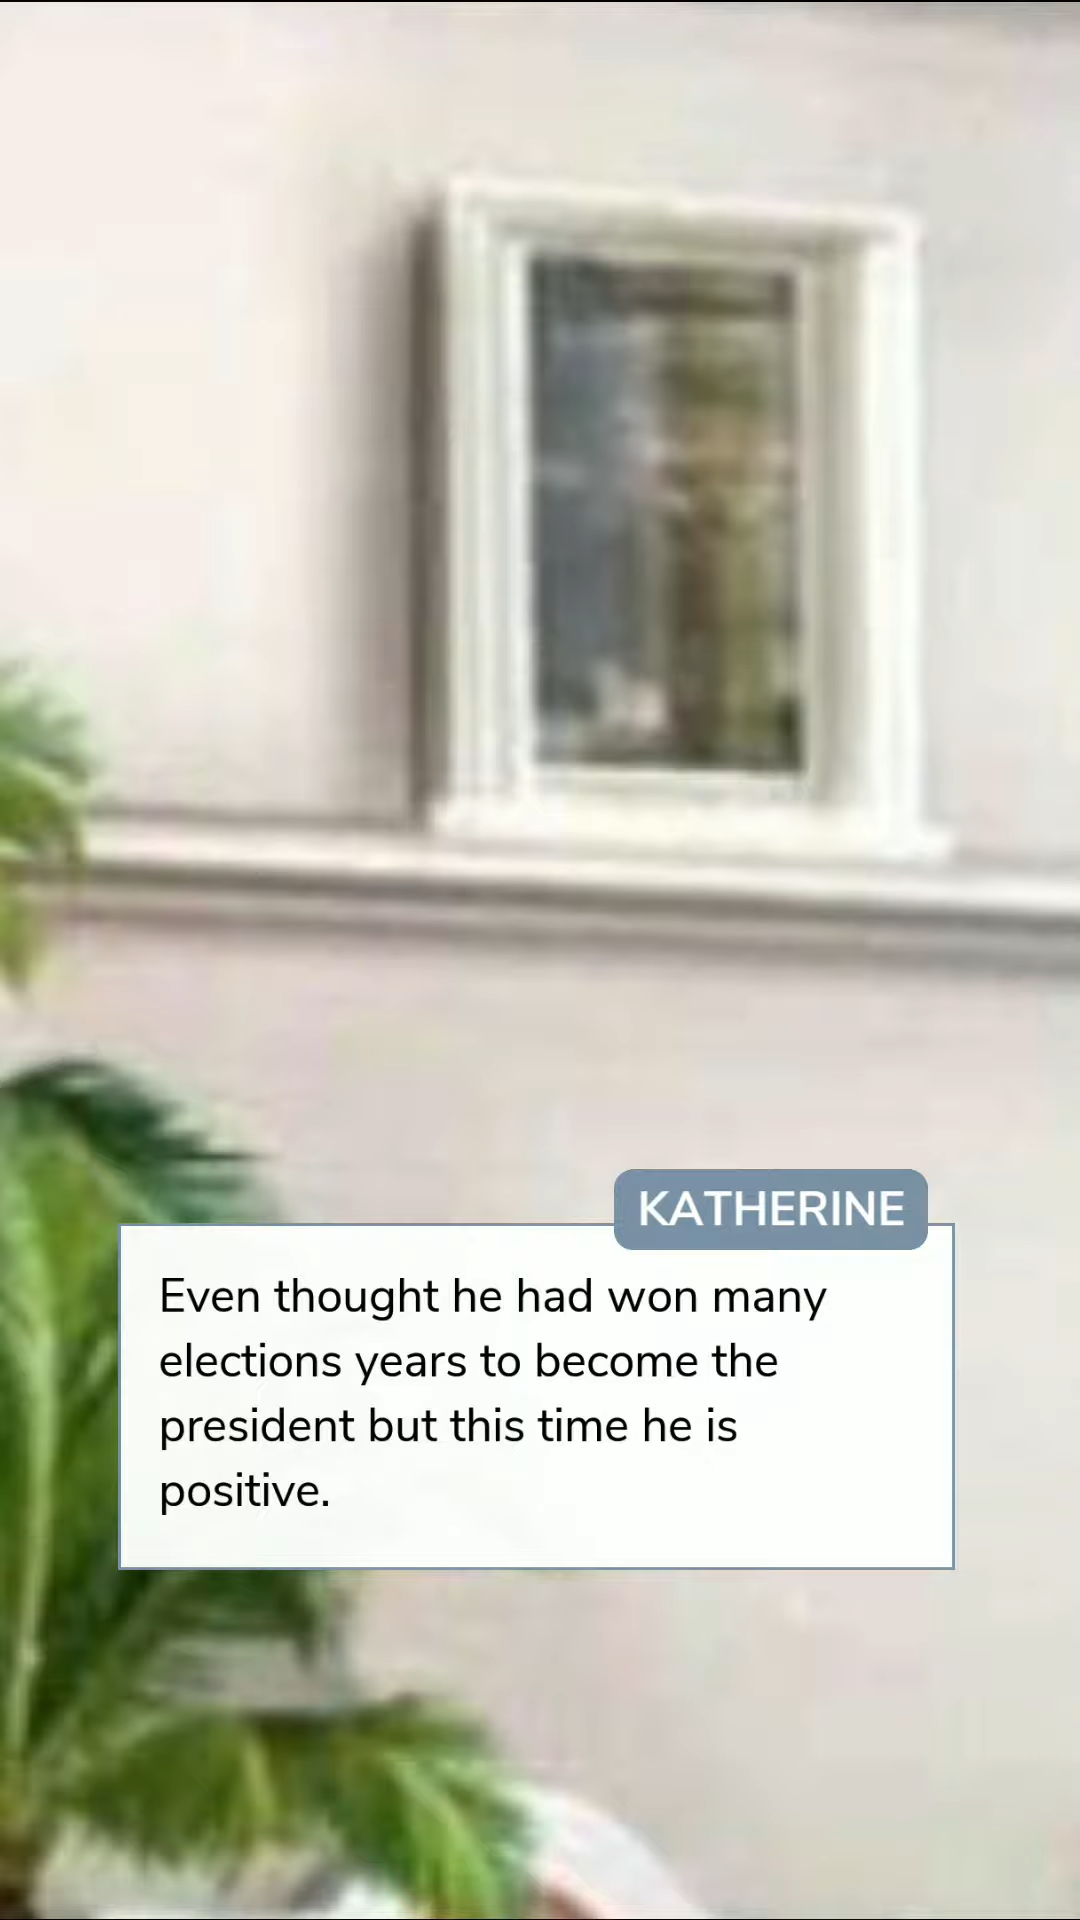 KATHERINE
Even thought he had won many
elections years to become the
president but this time he is
positive.